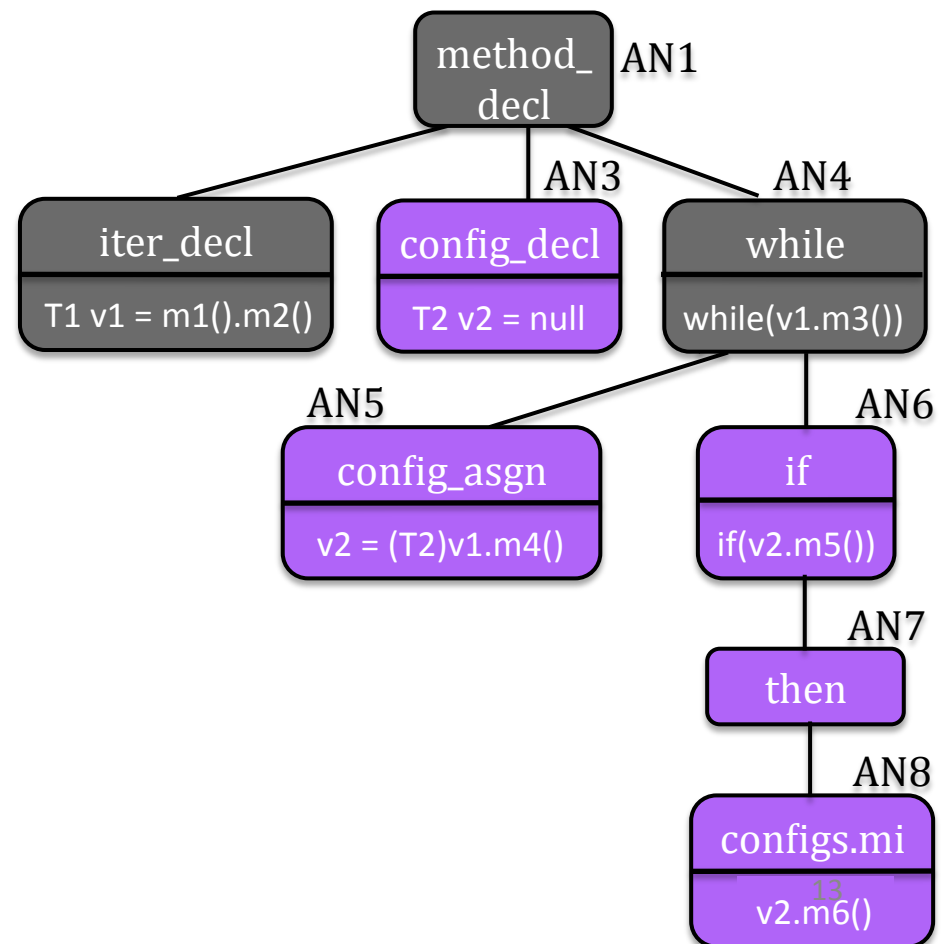 method_
decl
AN1
AN3
AN4
iter_decl
T1 v1 = m1().m2()
config_decl
T2 v2 = null
while
while(v1.m3())
AN5
AN6
config_asgn
v2 = (T2)v1.m4()
if
if(v2.m5())
AN7
then
AN8
configs.mi
13
v2.m6()